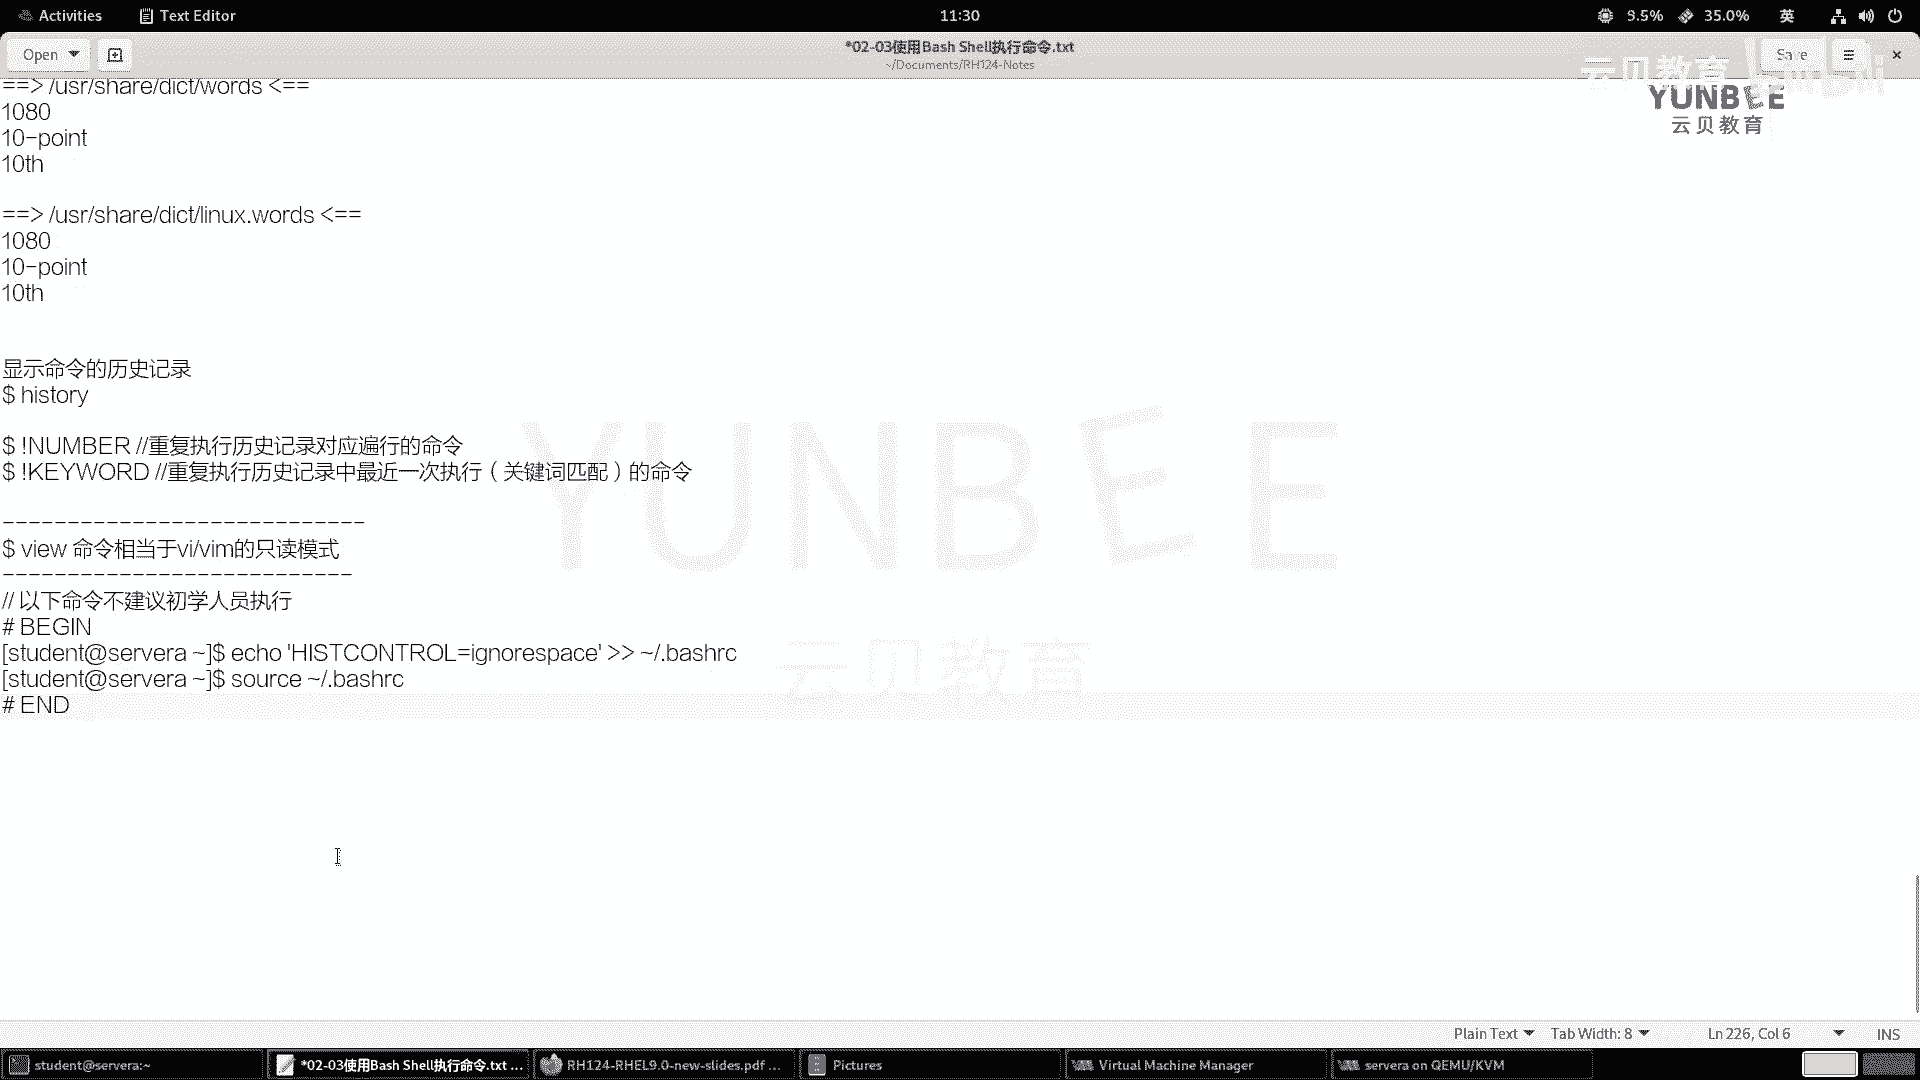 Activities
Text Editor
11:30
9.5%
35.0%
英
Open
*02-03使用Bash Shell执行命令.txt
~/Documents/RH124-Notes
Save
云贝教育
YUNBEE
云贝教育
==> /usr/share/dict/words <==
1080
10-point
10th
==> /usr/share/dict/linux.words <==
1080
10-point
10th
显示命令的历史记录
$ history
$ !NUMBER //重复执行历史记录对应遍行的命令
$ !KEYWORD //重复执行历史记录中最近一次执行（关键词匹配）的命令
----------------------------
$ view 命令相当于vi/vim的只读模式
---------------------------
// 以下命令不建议初学人员执行
# BEGIN
[student@servera ~]$ echo 'HISTCONTROL=ignorespace' >> ~/.bashrc
[student@servera ~]$ source ~/.bashrc
# END
YUNBEE
云贝教育
Plain Text
Tab Width: 8
Ln 226, Col 6
INS
student@servera:~
*02-03使用Bash Shell执行命令.txt ...
RH124-RHEL9.0-new-slides.pdf ...
Pictures
Virtual Machine Manager
servera on QEMU/KVM